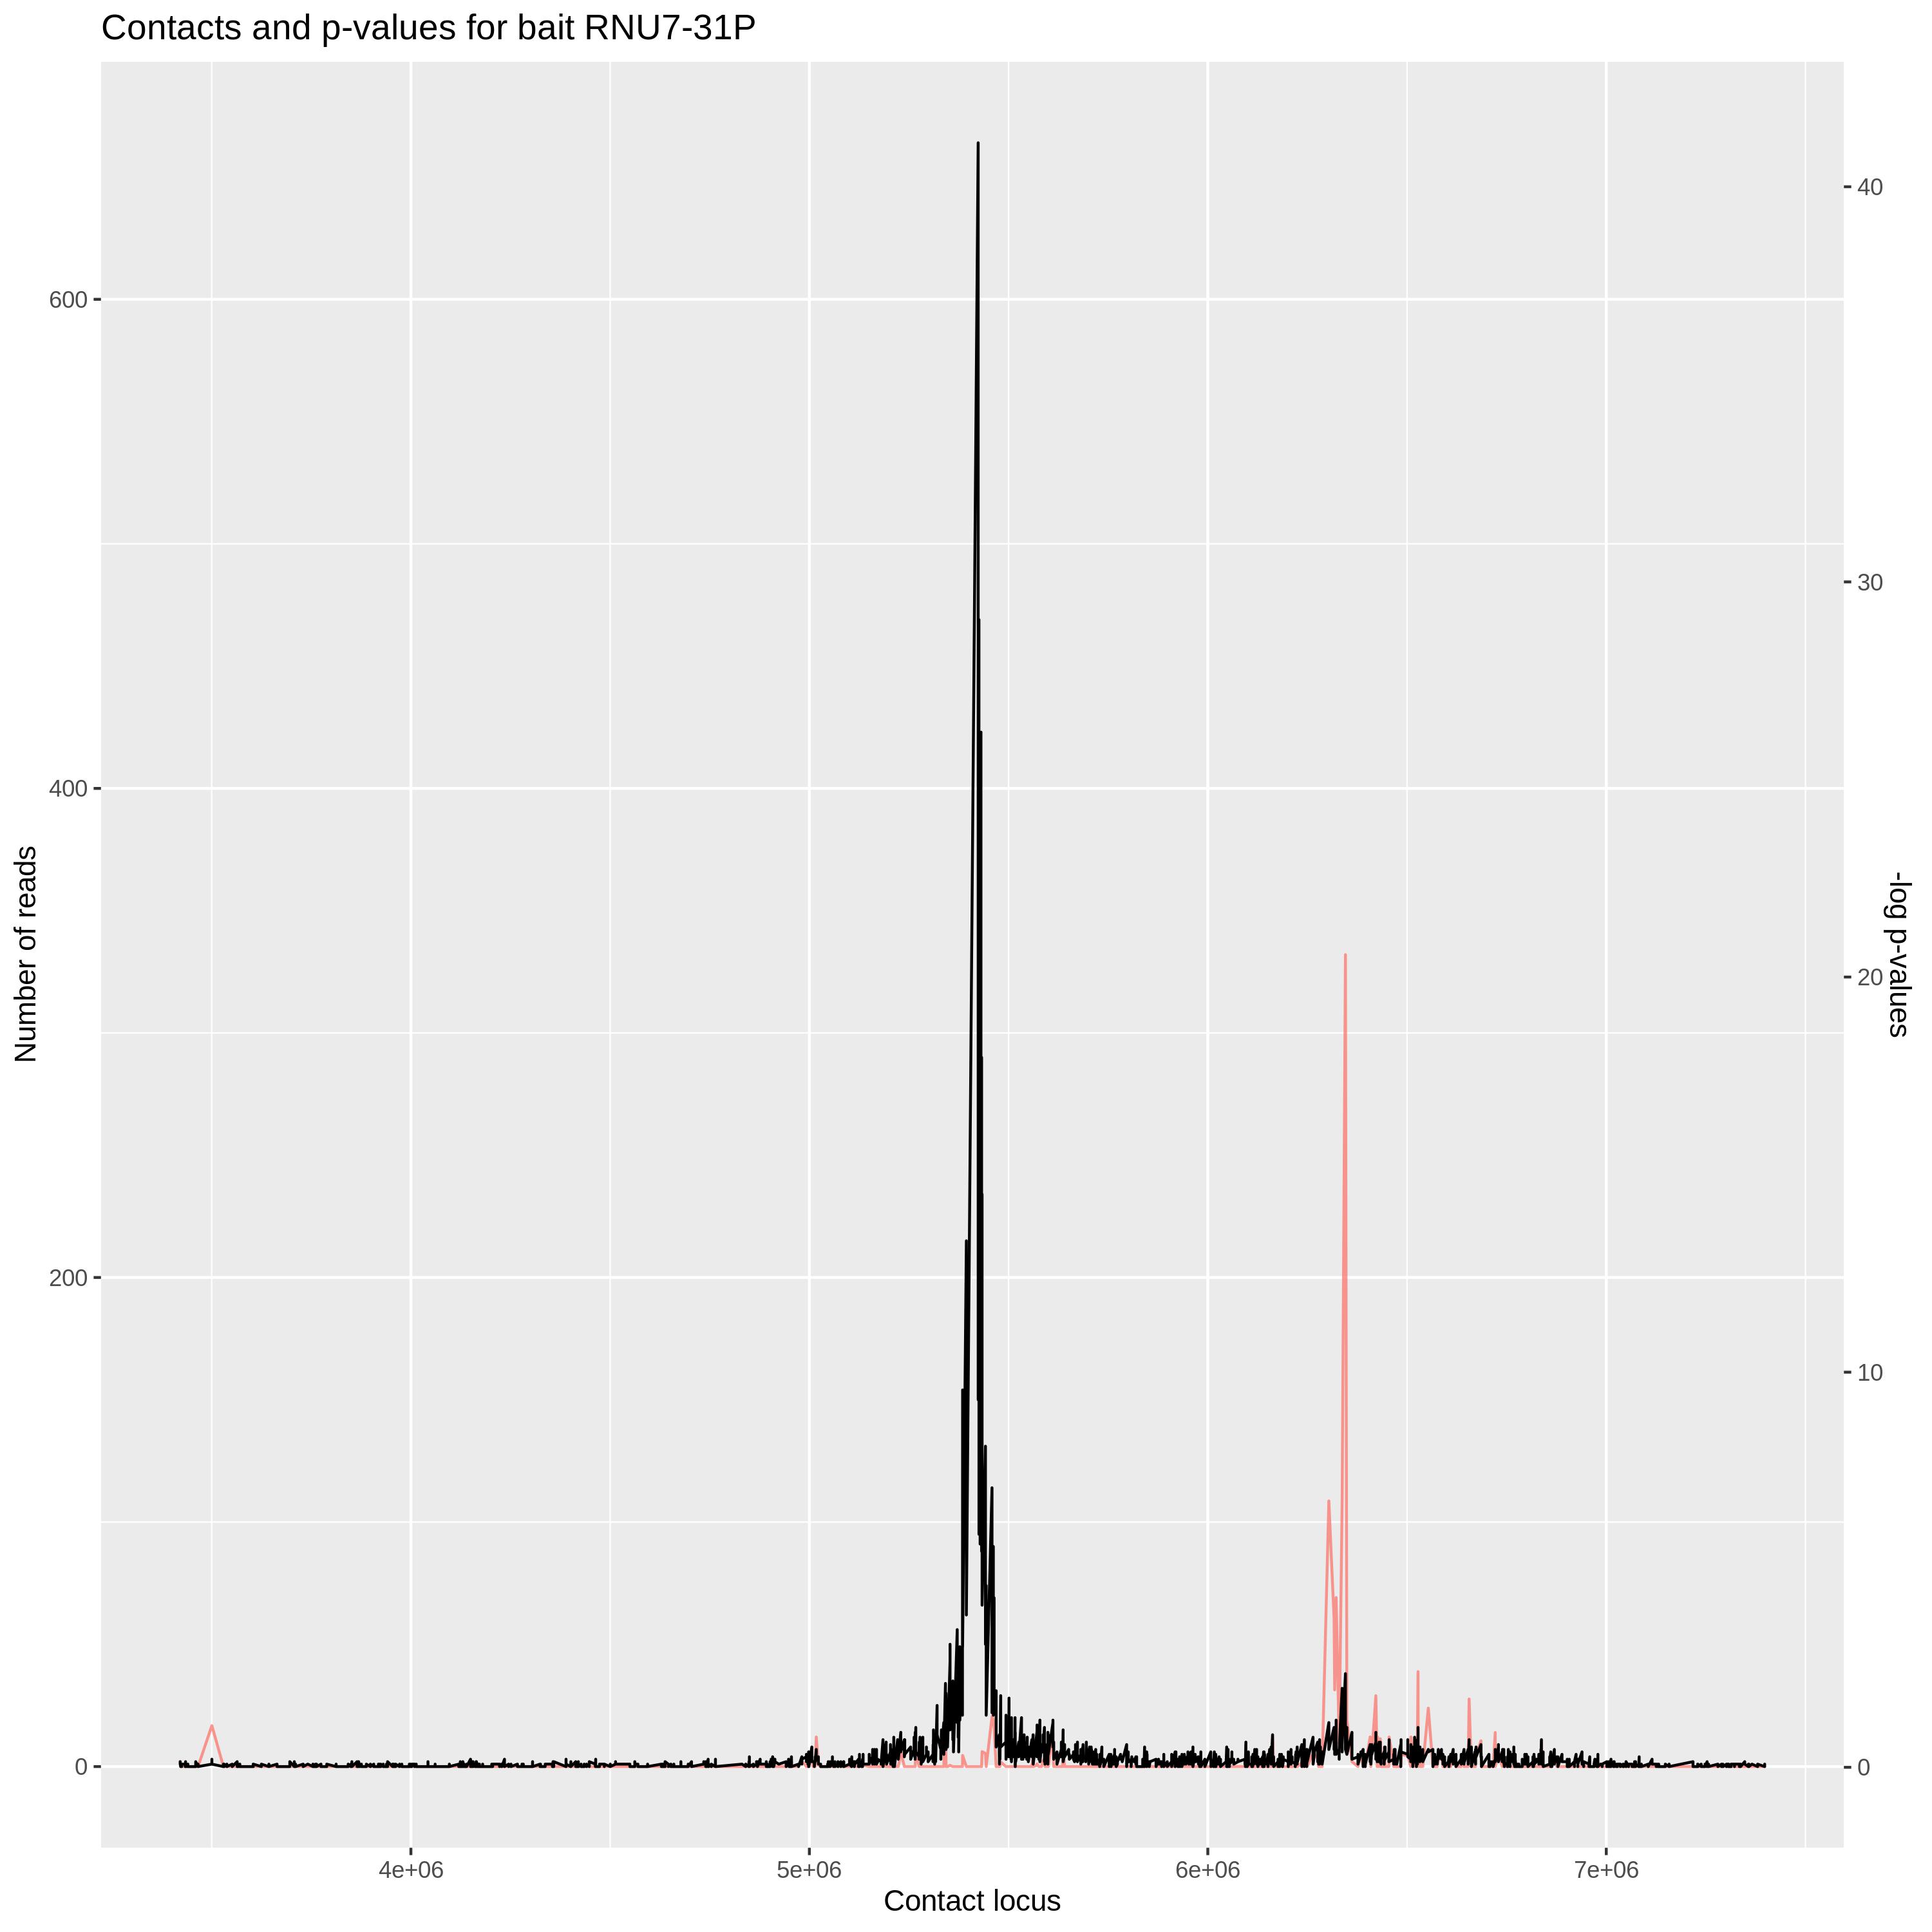 Contacts and p-values for bait RNU7-31P
40
600
30
400
Number of reads
-log p-values
20
200
10
0
0
4e+06
5e+06
6e+06
7e+06
Contact locus